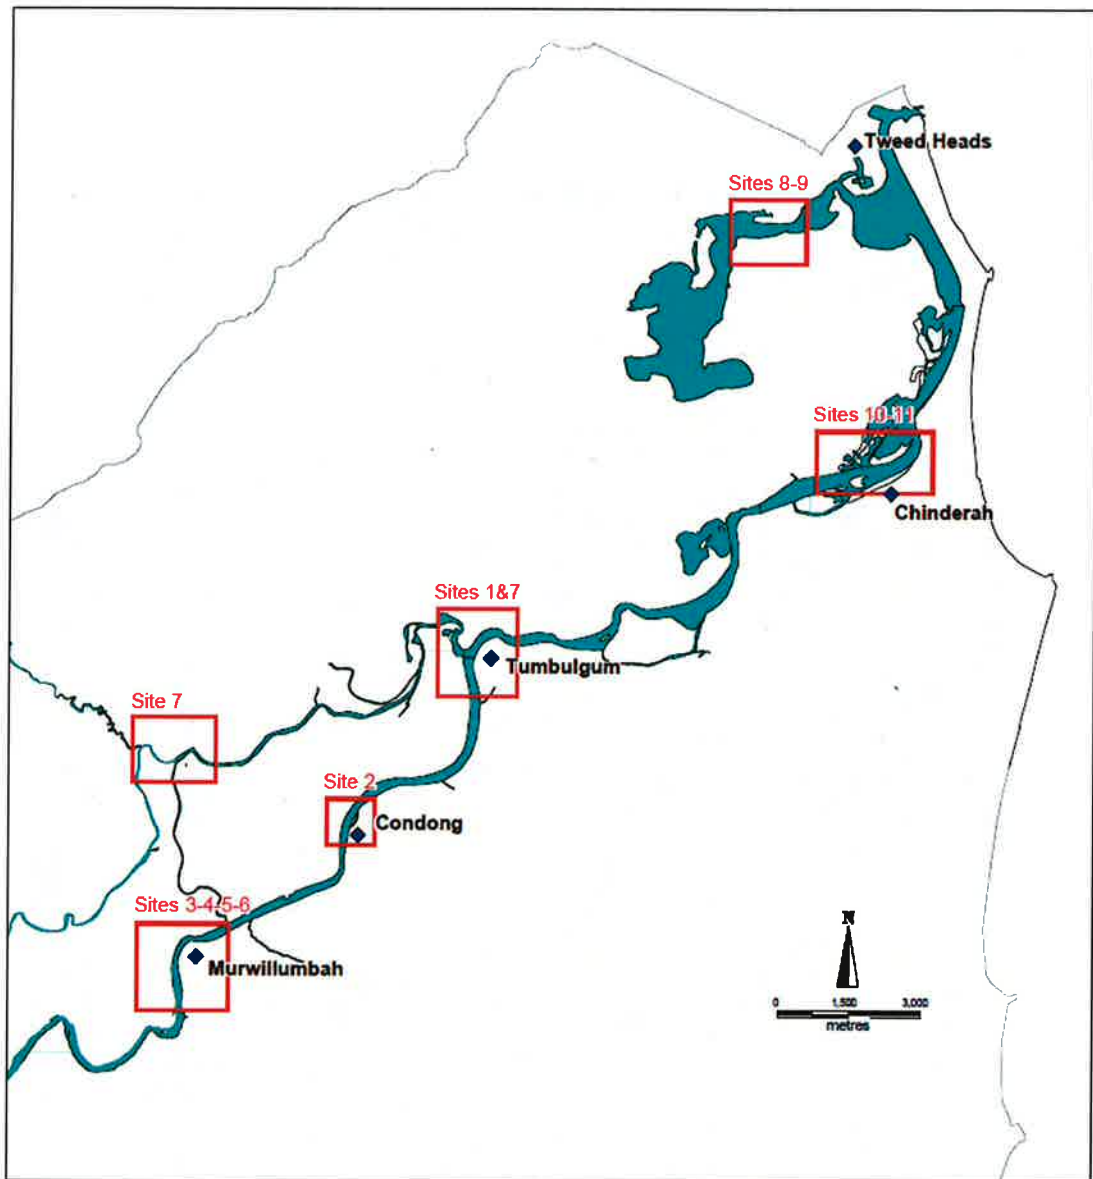 Tweed Heads
Sites 8-9
Sites 10-11
Chinderah
Sites 1&7
Tumbulgum
Site 7
Site 2
Condong
Sites 3-4-5-6
Murwillumbah
N
0 1,500 3,000
metres